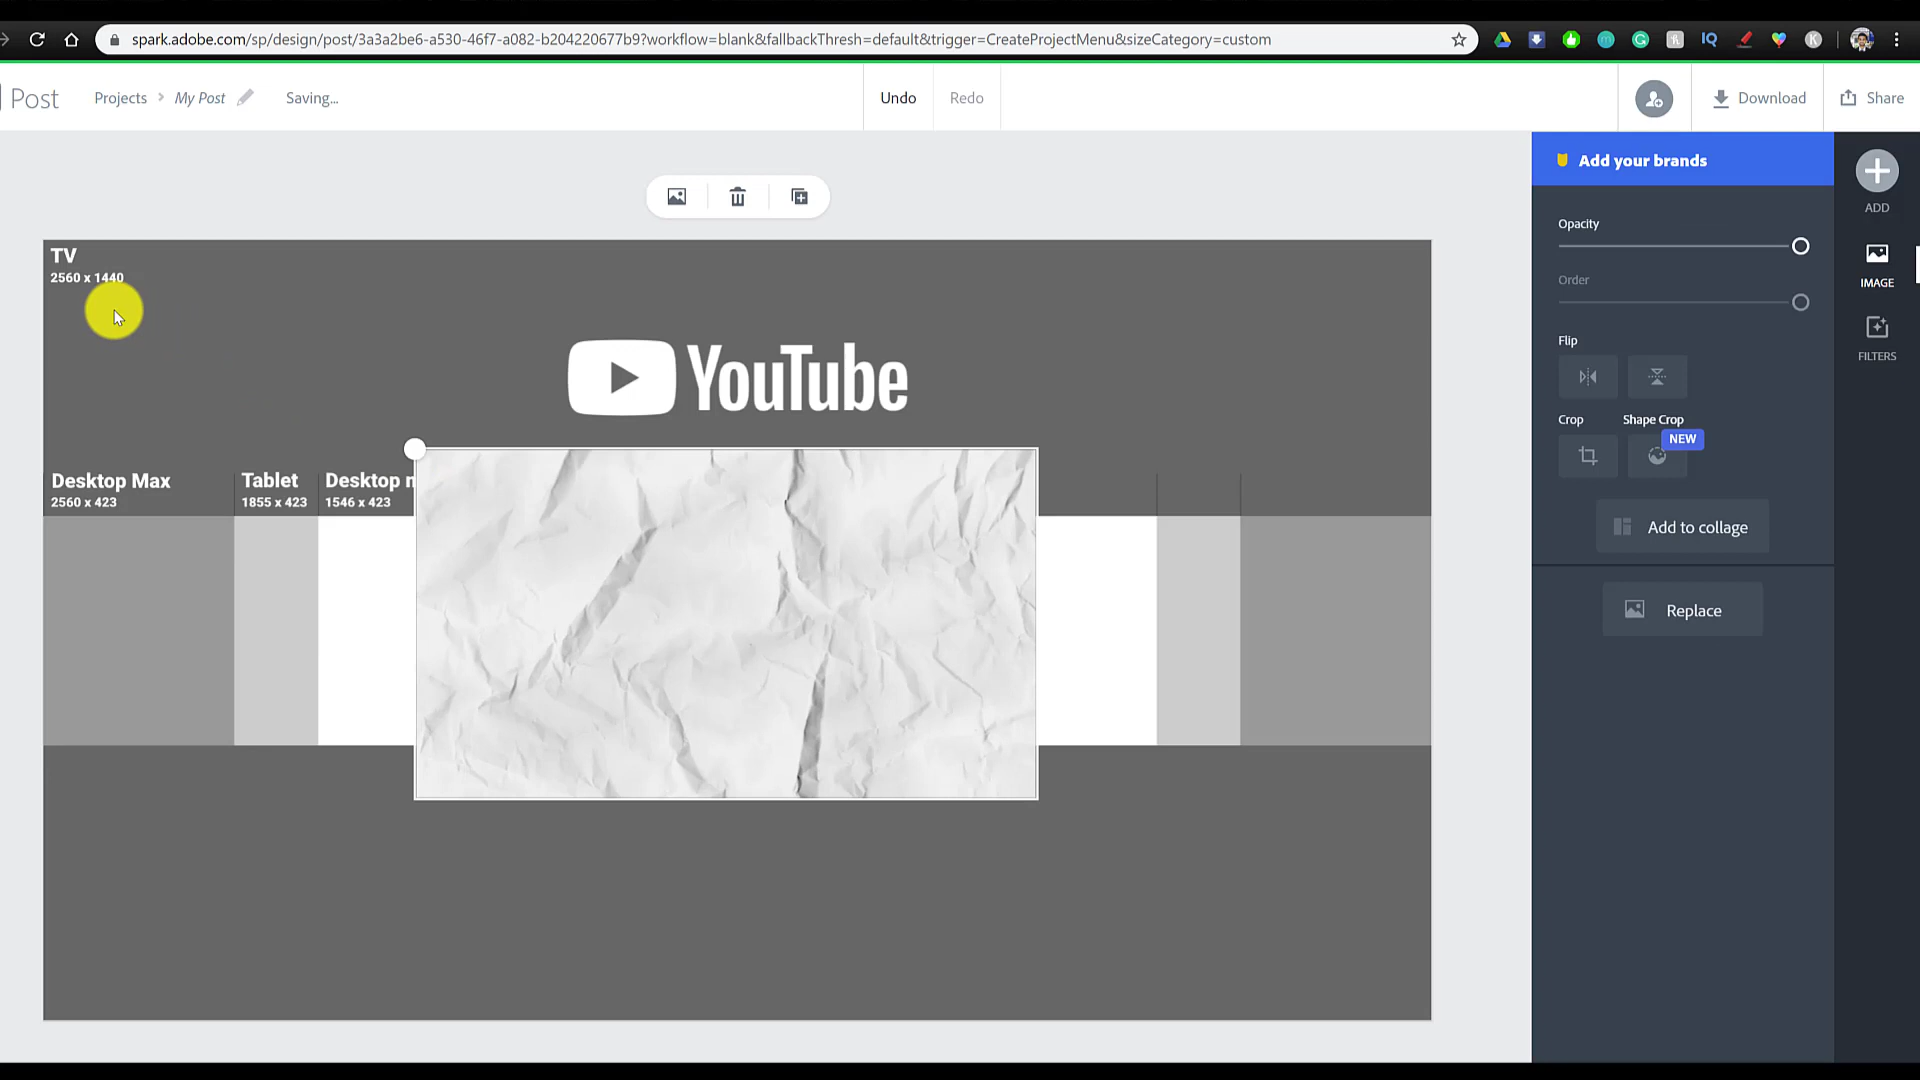 spark.adobe.com/sp/design/post/3a3a2be6-a530-46f7-a082-b204220677b9?workflow=blank&fallbackThresh=default&trigger=CreateProjectMenu&sizeCategory=custom
IQ
K
Post
Projects > My Post
Saving...
Undo
Redo
Download
Share
Add your brands
ADD
Opacity
IMAGE
Order
FILTERS
Flip
Crop
Shape Crop
NEW
Add to collage
Replace
TV
2560 x 1440
YouTube
Desktop Max
2560 x 423
Tablet
1855 x 423
Desktop
1546 x 423